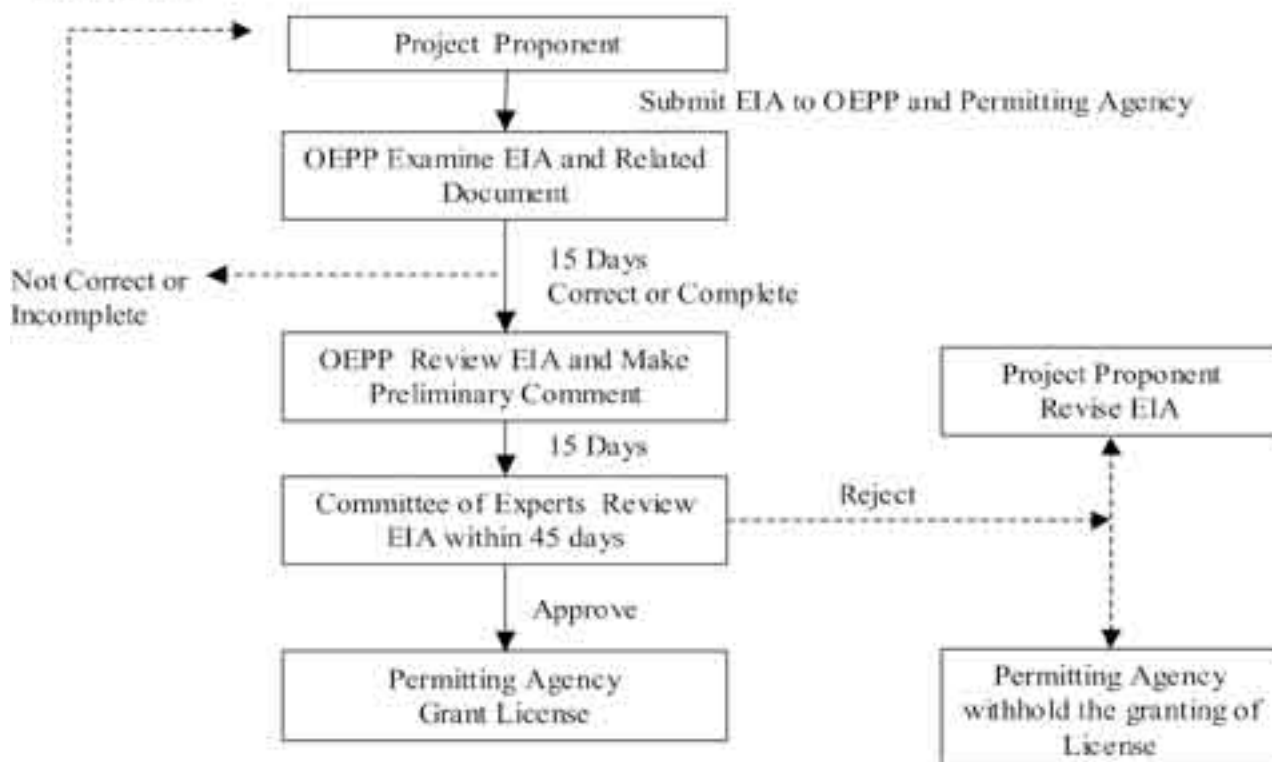 Project Proponent
Submit EIA to OEPP and Permitting Agency
OEPP Examine EIA and Related
Document
15 Days
Correct or Complete
Not Correct or
Incomplete
OEPP Review EIA and Make
Preliminary Comment
Project Proponent
Revise EIA
15 Days
Committee of Experts Review
EIA within 45 days
Reject
Approve
Permitting Agency
Grant License
Permitting Agency
withhold the granting of
License